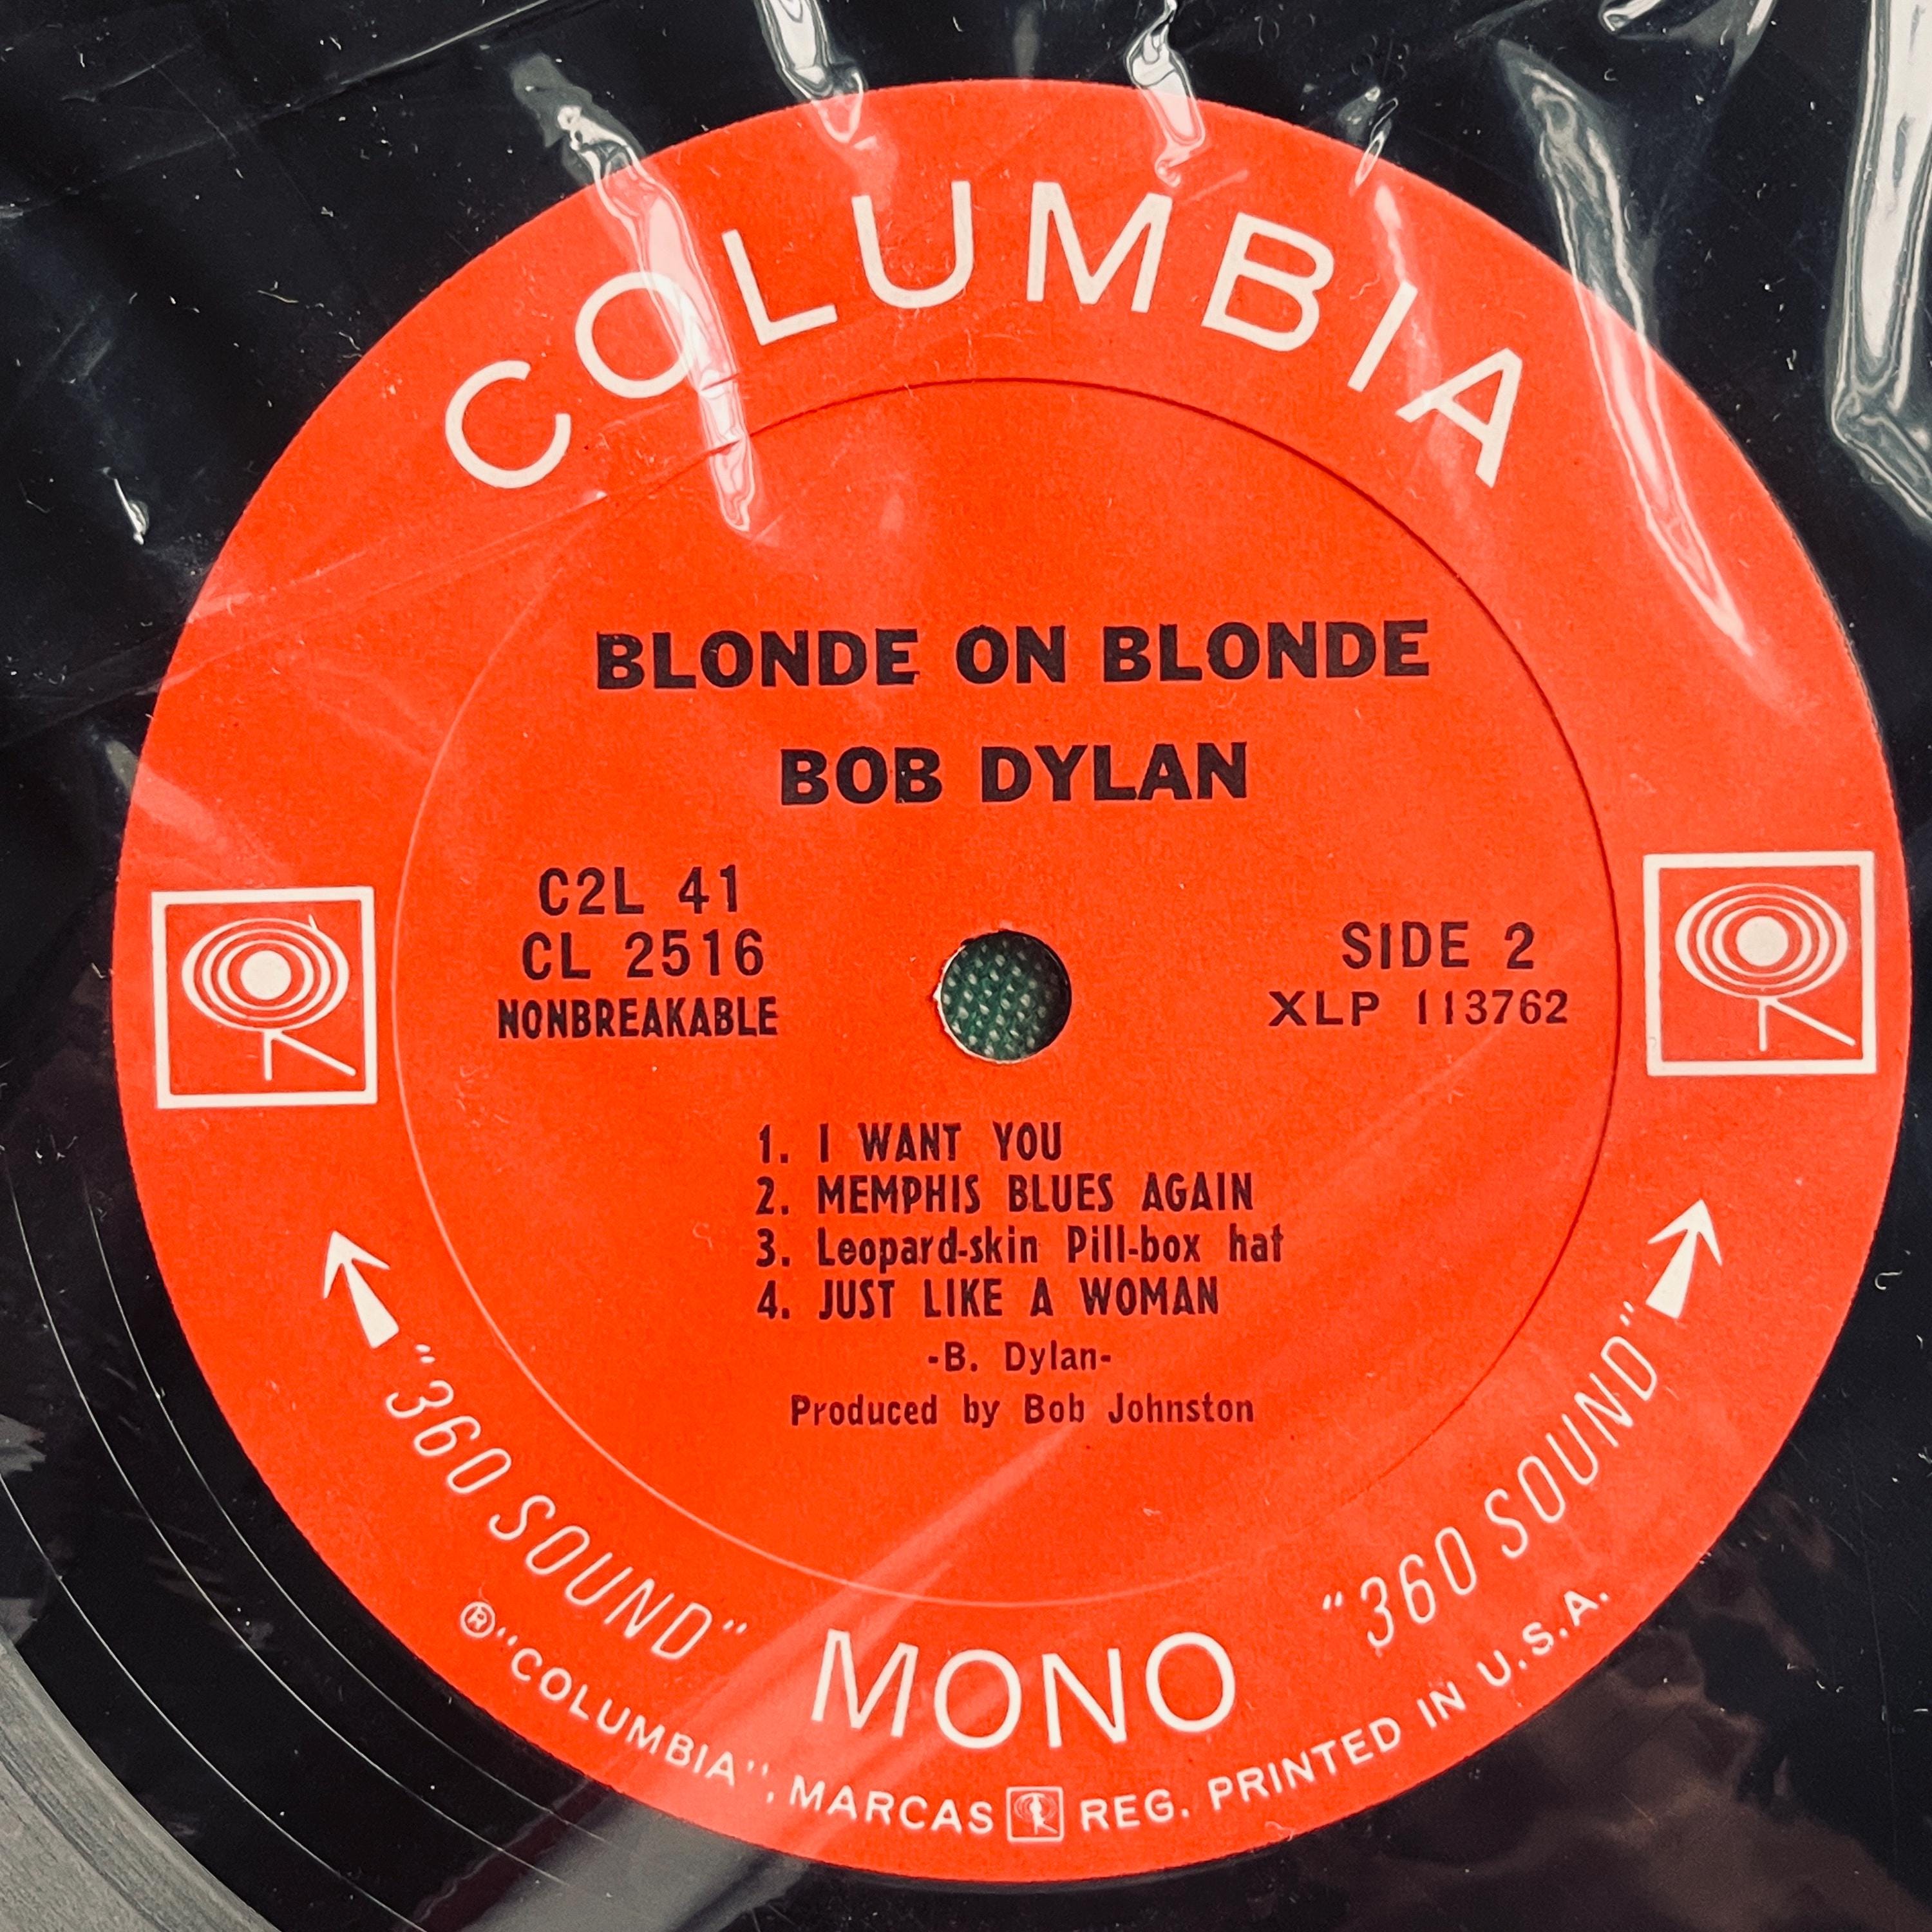 COLUMBIA
BLONDE ON BLONDE
BOB DYLAN
C2L 41
CL 2516
NONBREAKABLE
SIDE 2
XLP 113762
1. I WANT YOU
2. MEMPHIS BLUES AGAIN
3. Leopard-skin Pill-box hat
4. JUST LIKE A WOMAN
-B. Dylan-
Produced by Bob Johnston
"360 SOUND"
MONO
"360 SOUND"
®"COLUMBIA", MARCAS REG. PRINTED IN U.S.A.